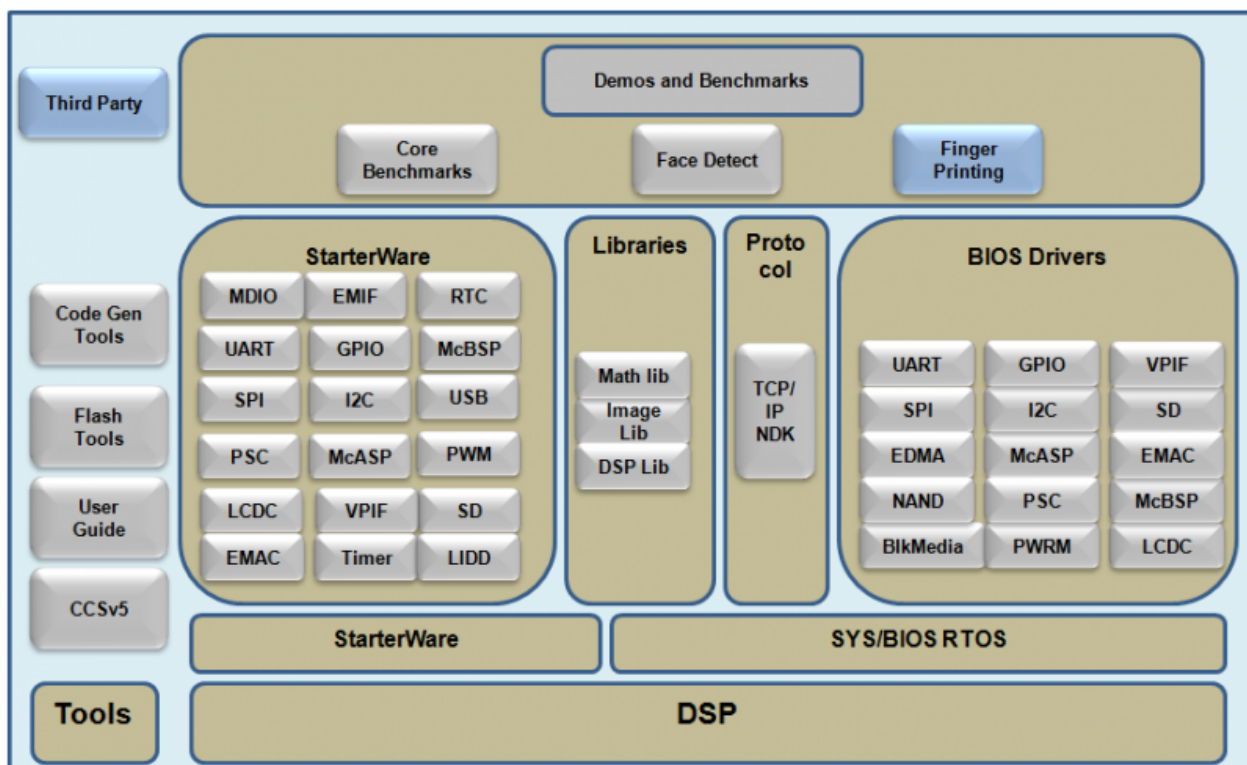 Demos and Benchmarks
Third Party
Core
Benchmarks
Face Detect
Finger
Printing
StarterWare
MDIO EMIF RTC
UART GPIO McBSP
SPI I2C USB
PSC McASP PWM
LCDC VPIF SD
EMAC Timer LIDD
Libraries
Math lib
Image
Lib
DSP Lib
Proto
col
TCP/
IP
NDK
BIOS Drivers
UART GPIO VPIF
SPI I2C SD
EDMA McASP EMAC
NAND PSC McBSP
BlkMedia PWRM LCDC
Code Gen
Tools
Flash
Tools
User
Guide
CCSv5
StarterWare
SYS/BIOS RTOS
Tools
DSP